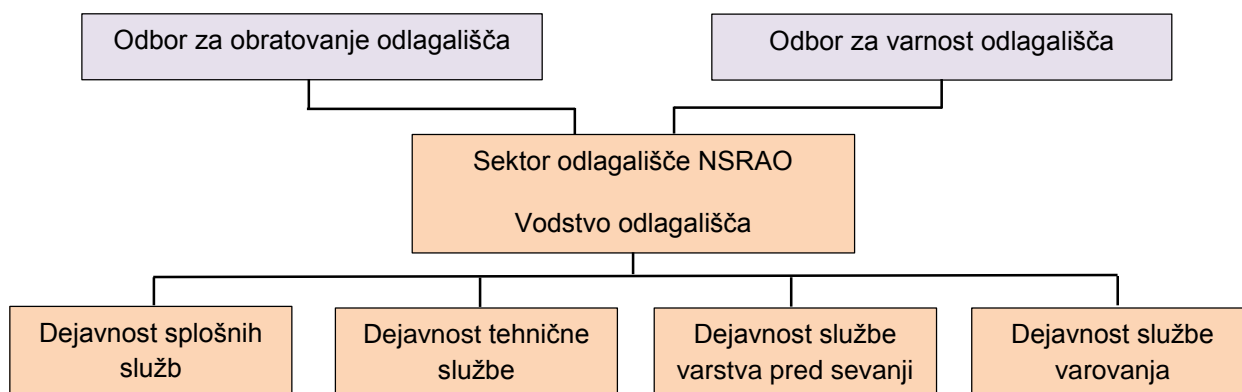 Odbor za obratovanje odlagališča
Odbor za varnost odlagališča
Sektor odlagališče NSRAO
Vodstvo odlagališča
Dejavnost splošnih
služb
Dejavnost tehnične
službe
Dejavnost službe
varstva pred sevanji
Dejavnost službe
varovanja